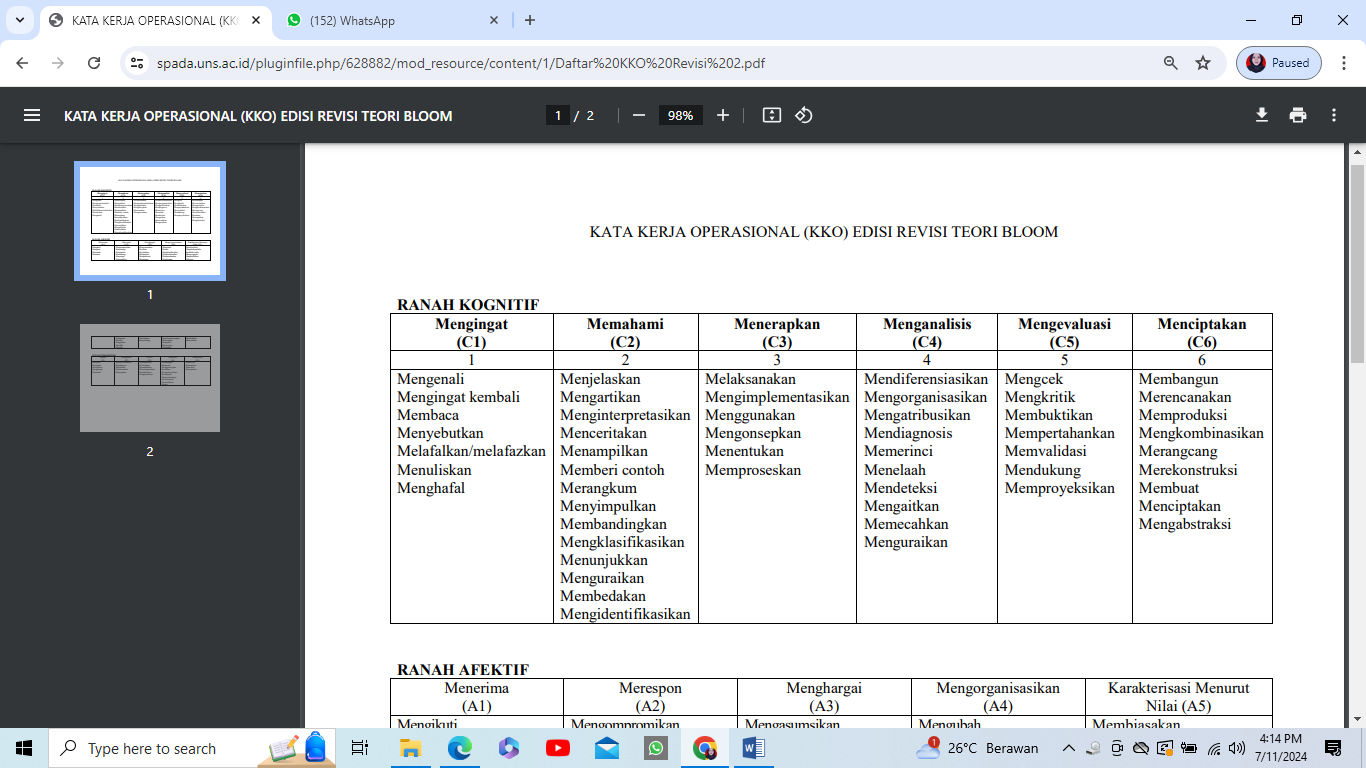 KATA KERJA OPERASIONAL (KK
(152) WhatsApp
spada.uns.ac.id/pluginfile.php/628882/mod_resource/content/1/Daftar%20KKO%20Revisi%202.pdf
Paused
KATA KERJA OPERASIONAL (KKO) EDISI REVISI TEORI BLOOM
1 / 2
98%
1
2
KATA KERJA OPERASIONAL (KKO) EDISI REVISI TEORI BLOOM
RANAH KOGNITIF
Mengingat (C1) Memahami (C2) Menerapkan (C3) Menganalisis (C4) Mengevaluasi (C5) Menciptakan (C6)
1 2 3 4 5 6
Mengenali Menjelaskan Melaksanakan Mendiferensiasikan Mengcek Membangun
Mengingat kembali Mengartikan Mengimplementasikan Mengorganisasikan Mengkritik Merencanakan
Membaca Menginterpretasikan Menggunakan Mengatribusikan Membuktikan Memproduksi
Menyebutkan Menceritakan Mengonsepkan Mendiagnosis Mempertahankan Mengkombinasikan
Melafalkan/melafazkan Menampilkan Menentukan Memerinci Memvalidasi Merangcang
Menuliskan Memberi contoh Memproseskan Menelaah Mendukung Merekonstruksi
Menghafal Merangkum Mendeteksi Memproyeksikan Membuat
Menyimpulkan Mengaitkan Menciptakan
Membandingkan Memecahkan Mengabstraksi
Mengklasifikasikan Menguraikan
Menunjukkan
Menguraikan
Membedakan
Mengidentifikasikan
RANAH AFEKTIF
Menerima (A1) Merespon (A2) Menghargai (A3) Mengorganisasikan (A4) Karakterisasi Menurut Nilai (A5)
Mengikuti Mengompromikan Mengasumsikan Mengubah Membiasakan
Type here to search
1
26°C Berawan
4:14 PM
7/11/2024